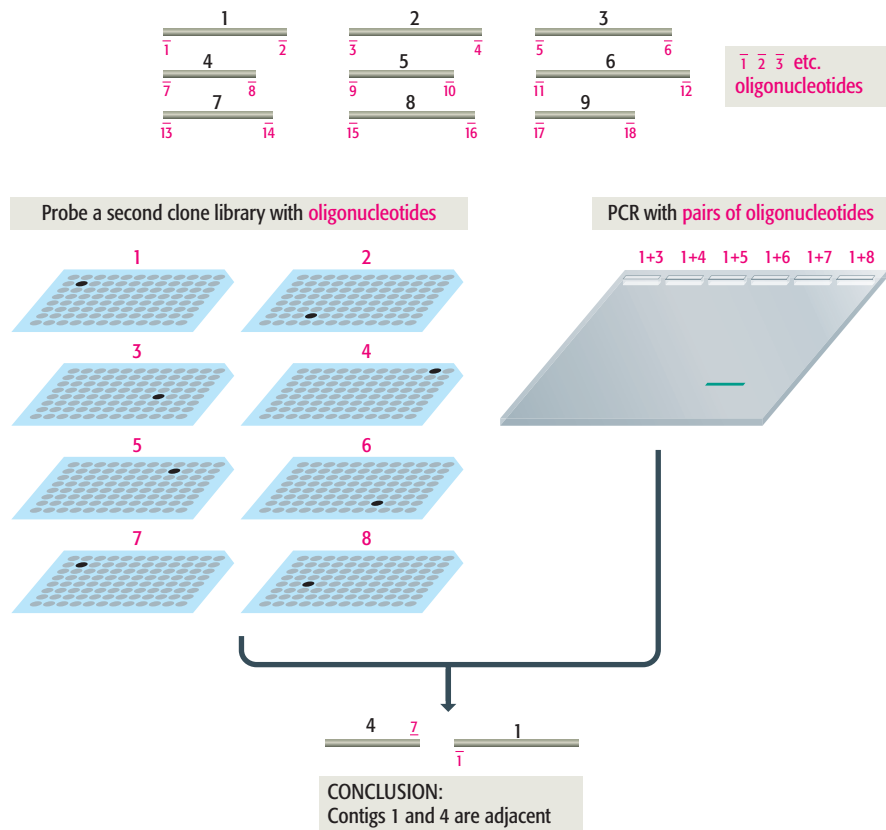 1 2 3
1 2 3 4 5 6
4 5 6
7 8 9 10 11 12
7 8 9
13 14 15 16 17 18
1 2 3 etc.
oligonucleotides
Probe a second clone library with oligonucleotides
PCR with pairs of oligonucleotides
1 2
3 4
5 6
7 8
1+3 1+4 1+5 1+6 1+7 1+8
4 7 1
1
CONCLUSION:
Contigs 1 and 4 are adjacent